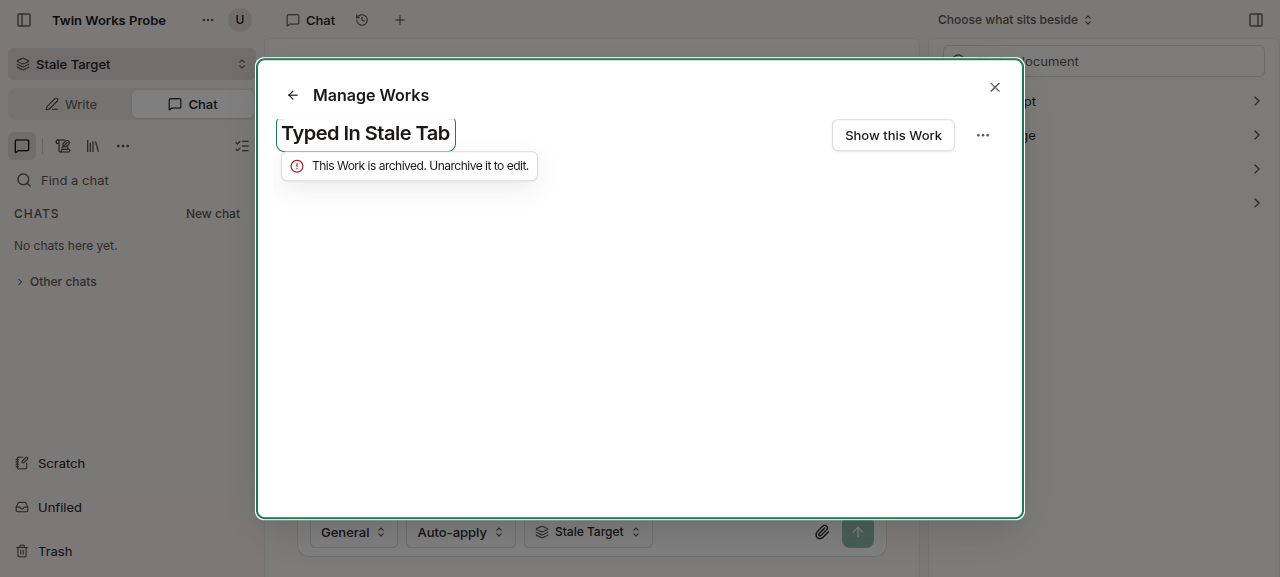 Twin Works Probe
U
Chat
Choose what sits beside
Stale Target
Write
Chat
Find a chat
CHATS
New chat
No chats here yet.
Other chats
Scratch
Unfiled
Trash
Manage Works
Typed In Stale Tab
Show this Work
This Work is archived. Unarchive it to edit.
General
Auto-apply
Stale Target